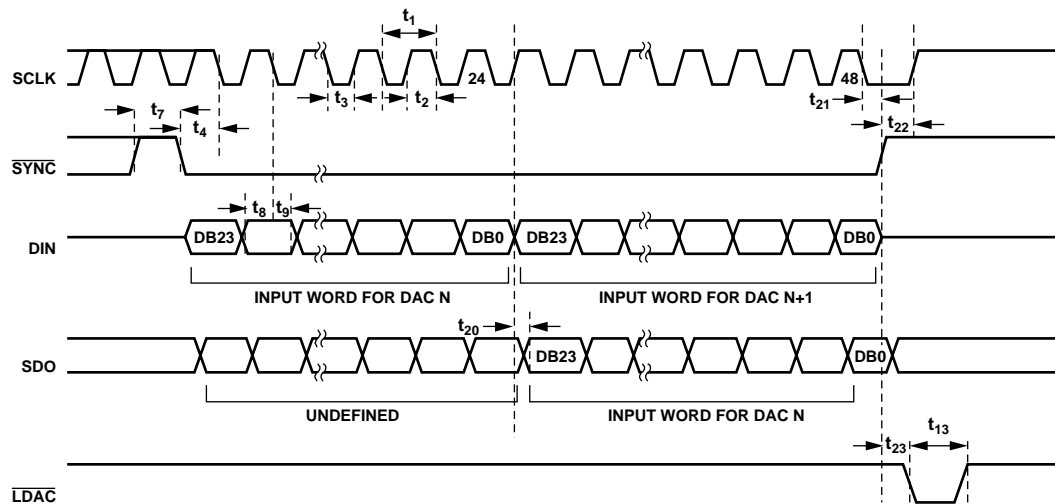 t1
SCLK
24
48
t3
t2
t21
t7
t4
t22
SYNC
t8
t9
DIN
DB23
DB0
DB23
DB0
INPUT WORD FOR DAC N
INPUT WORD FOR DAC N+1
t20
SDO
DB23
DB0
UNDEFINED
INPUT WORD FOR DAC N
t23
t13
LDAC